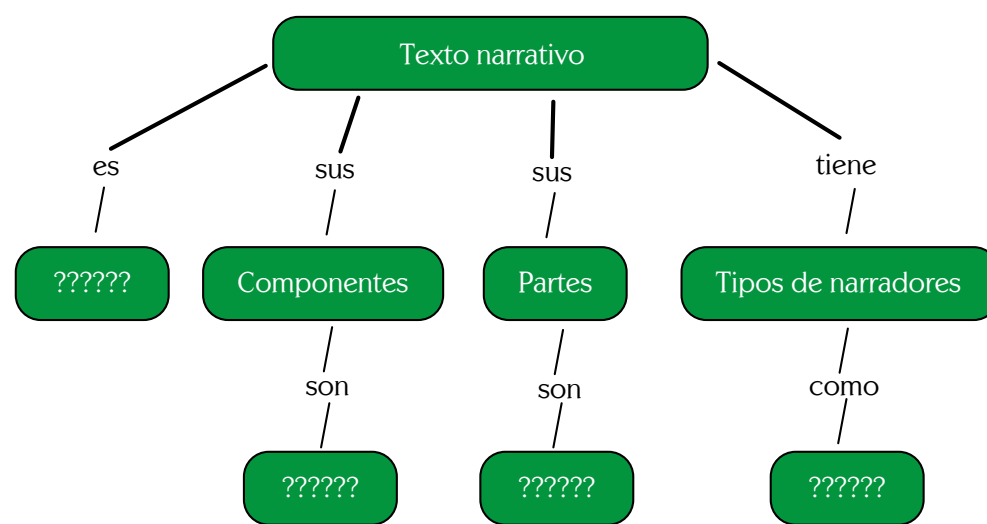 Texto narrativo
es
sus
sus
tiene
??????
Componentes
Partes
Tipos de narradores
son
son
como
??????
??????
??????